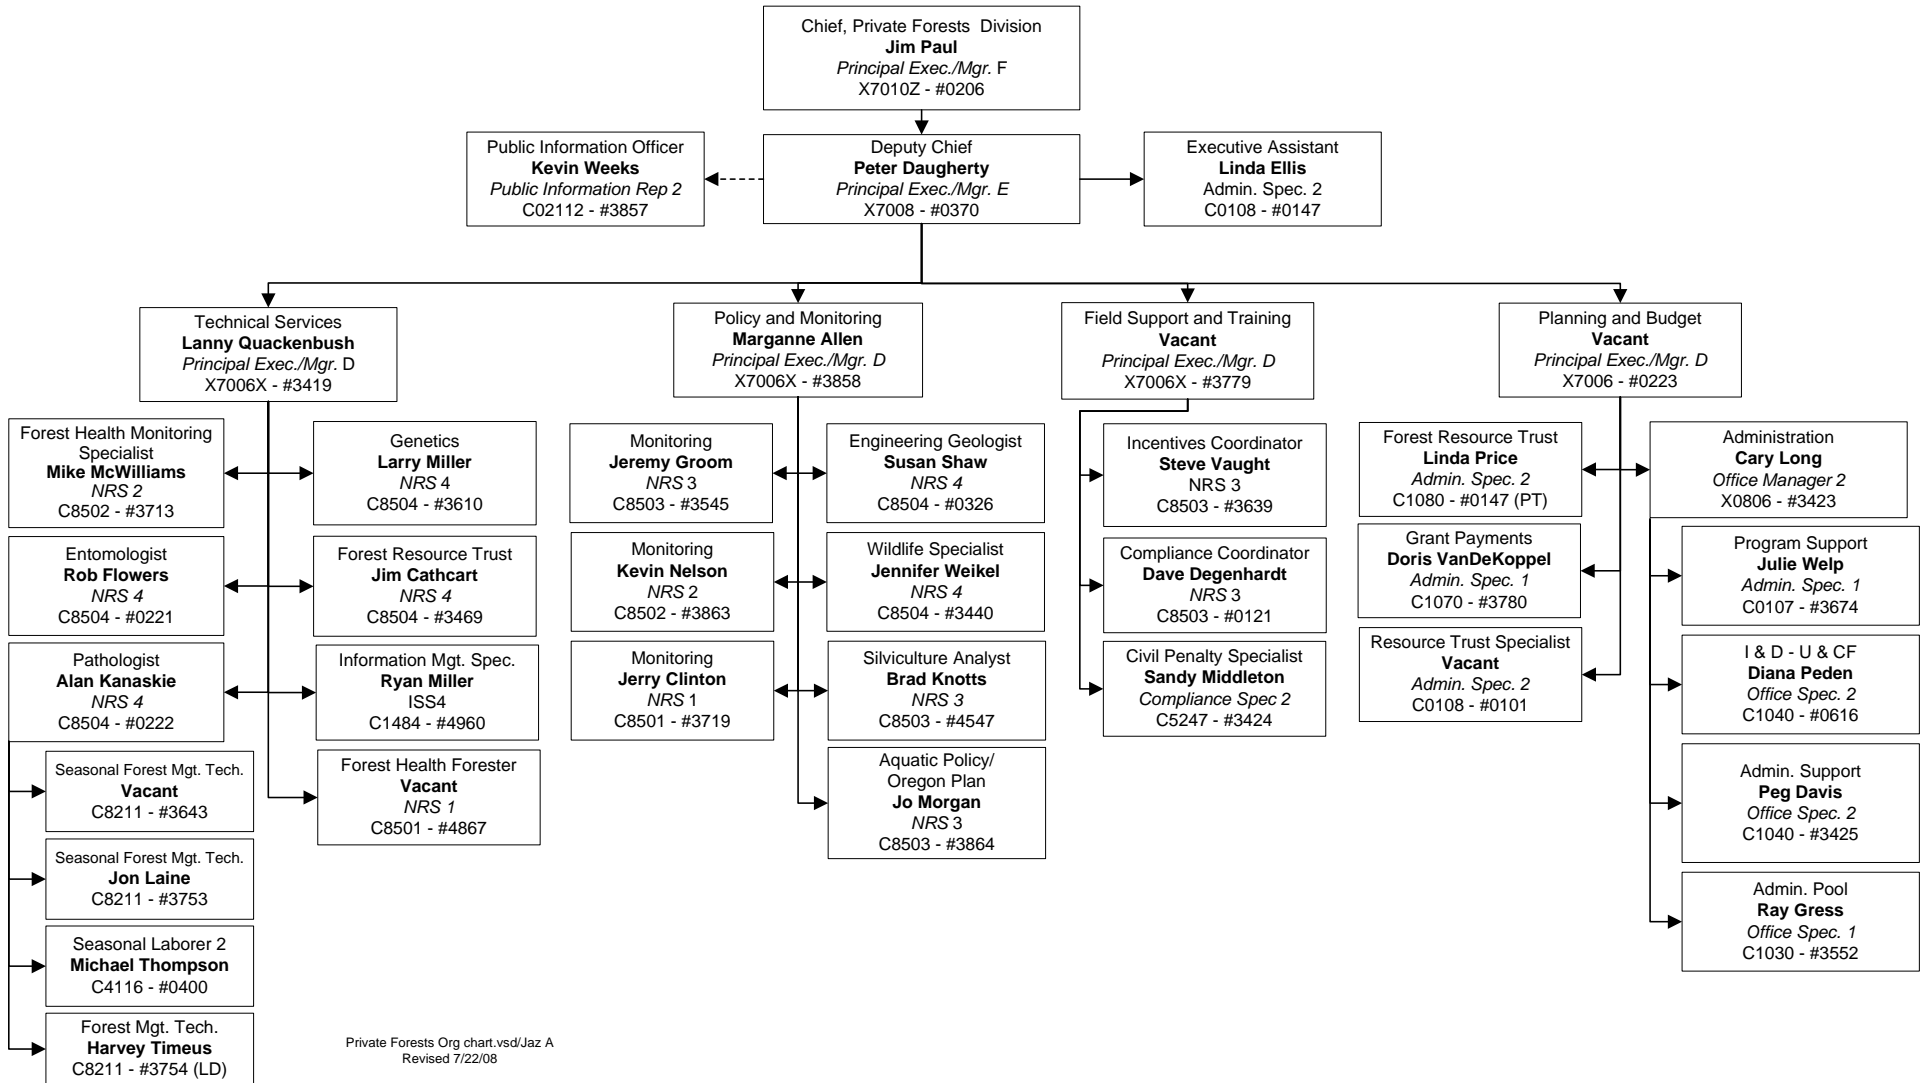 Chief, Private Forests  Division
Jim Paul
Principal Exec./Mgr. F
X7010Z - #0206
Public Information Officer
Kevin Weeks
Public Information Rep 2
C02112 - #3857
Deputy Chief
Peter Daugherty
Principal Exec./Mgr. E
X7008 - #0370
Executive Assistant
Linda Ellis
Admin. Spec. 2
C0108 - #0147
Technical Services
Lanny Quackenbush
Principal Exec./Mgr. D
X7006X - #3419
Policy and Monitoring
Marganne Allen
Principal Exec./Mgr. D
X7006X - #3858
Field Support and Training
Vacant
Principal Exec./Mgr. D
X7006X - #3779
Planning and Budget
Vacant
Principal Exec./Mgr. D
X7006 - #0223
Forest Health Monitoring
Specialist
Mike McWilliams
NRS 2
C8502 - #3713
Genetics
Larry Miller
NRS 4
C8504 - #3610
Entomologist
Rob Flowers
NRS 4
C8504 - #0221
Forest Resource Trust
Jim Cathcart
NRS 4
C8504 - #3469
Pathologist
Alan Kanaskie
NRS 4
C8504 - #0222
Information Mgt. Spec.
Ryan Miller
ISS4
C1484 - #4960
Seasonal Forest Mgt. Tech.
Vacant
C8211 - #3643
Forest Health Forester
Vacant
NRS 1
C8501 - #4867
Seasonal Forest Mgt. Tech.
Jon Laine
C8211 - #3753
Seasonal Laborer 2
Michael Thompson
C4116 - #0400
Forest Mgt. Tech.
Harvey Timeus
C8211 - #3754 (LD)
Monitoring
Jeremy Groom
NRS 3
C8503 - #3545
Engineering Geologist
Susan Shaw
NRS 4
C8504 - #0326
Monitoring
Kevin Nelson
NRS 2
C8502 - #3863
Wildlife Specialist
Jennifer Weikel
NRS 4
C8504 - #3440
Monitoring
Jerry Clinton
NRS 1
C8501 - #3719
Silviculture Analyst
Brad Knotts
NRS 3
C8503 - #4547
Aquatic Policy/
Oregon Plan
Jo Morgan
NRS 3
C8503 - #3864
Incentives Coordinator
Steve Vaught
NRS 3
C8503 - #3639
Compliance Coordinator
Dave Degenhardt
NRS 3
C8503 - #0121
Civil Penalty Specialist
Sandy Middleton
Compliance Spec 2
C5247 - #3424
Forest Resource Trust
Linda Price
Admin. Spec. 2
C1080 - #0147 (PT)
Administration
Cary Long
Office Manager 2
X0806 - #3423
Grant Payments
Doris VanDeKoppel
Admin. Spec. 1
C1070 - #3780
Program Support
Julie Welp
Admin. Spec. 1
C0107 - #3674
Resource Trust Specialist
Vacant
Admin. Spec. 2
C0108 - #0101
I & D - U & CF
Diana Peden
Office Spec. 2
C1040 - #0616
Admin. Support
Peg Davis
Office Spec. 2
C1040 - #3425
Admin. Pool
Ray Gress
Office Spec. 1
C1030 - #3552
Private Forests Org chart.vsd/Jaz A
Revised 7/22/08